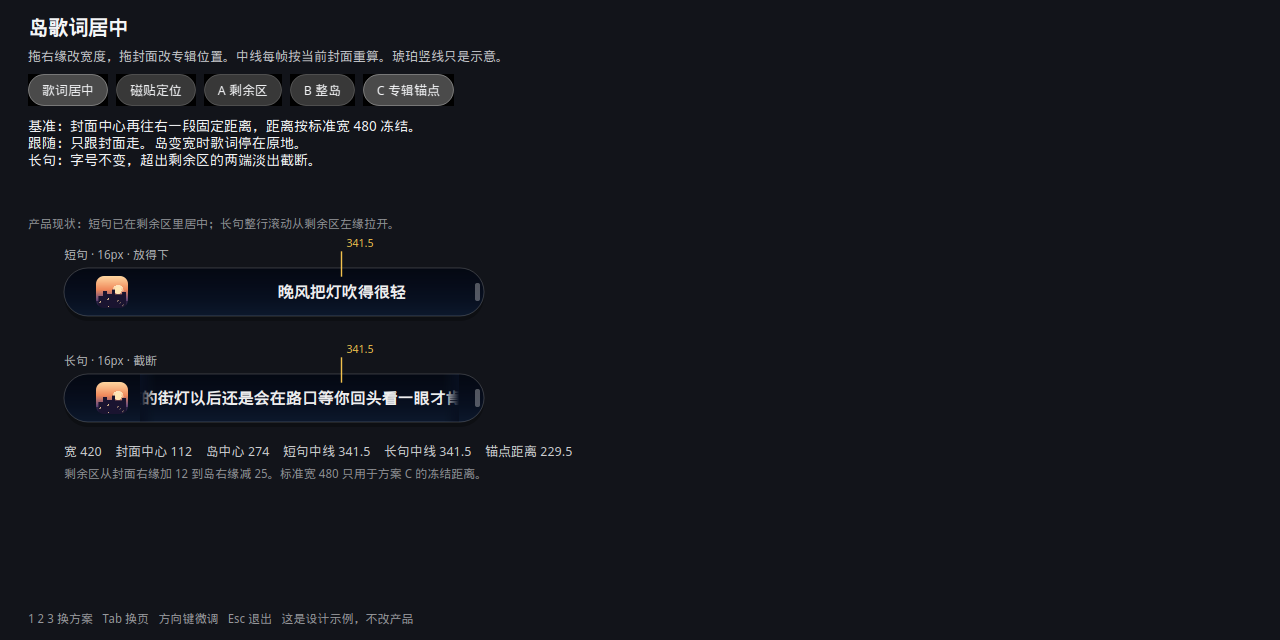 岛歌词居中
拖右缘改宽度，拖封面改专辑位置。中线每帧按当前封面重算。琥珀竖线只是示意。
歌词居中 磁贴定位 A 剩余区 B 整岛 C 专辑锚点
基准：封面中心再往右一段固定距离，距离按标准宽 480 冻结。
跟随：只跟封面走。岛变宽时歌词停在原地。
长句：字号不变，超出剩余区的两端淡出截断。
产品现状：短句已在剩余区里居中；长句整行滚动从剩余区左缘拉开。
341.5
短句 · 16px · 放得下
晚风把灯吹得很轻
341.5
长句 · 16px · 截断
的街灯以后还是会在路口等你回头看一眼才肯
宽 420 封面中心 112 岛中心 274 短句中线 341.5 长句中线 341.5 锚点距离 229.5
剩余区从封面右缘加 12 到岛右缘减 25。标准宽 480 只用于方案 C 的冻结距离。
1 2 3 换方案 Tab 换页 方向键微调 Esc 退出 这是设计示例，不改产品